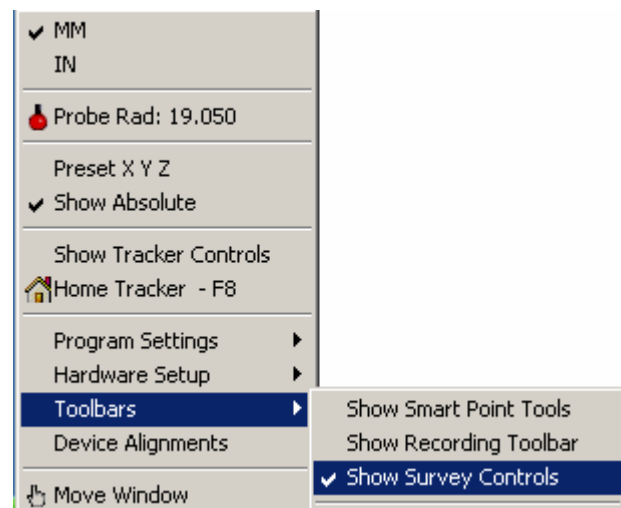 MM
IN
Probe Rad: 19.050
Preset X Y Z
Show Absolute
Show Tracker Controls
Home Tracker - F8
Program Settings
Hardware Setup
Toolbars
Device Alignments
Move Window
Show Smart Point Tools
Show Recording Toolbar
Show Survey Controls